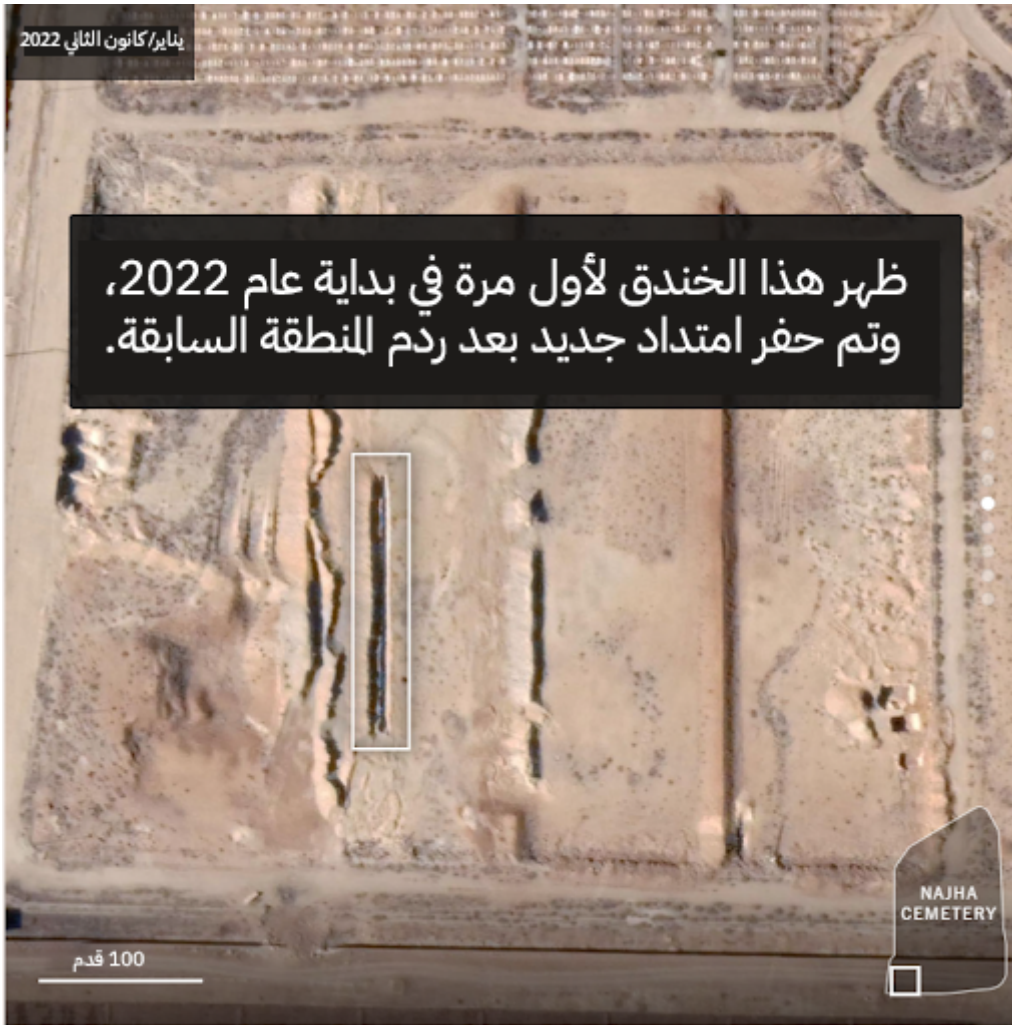 يناير/كانون الثاني 2022
ظهر هذا الخندق لأول مرة في بداية عام 2022،
وتم حفر امتداد جديد بعد ردم المنطقة السابقة.
NAJHA
CEMETERY
100 قدم